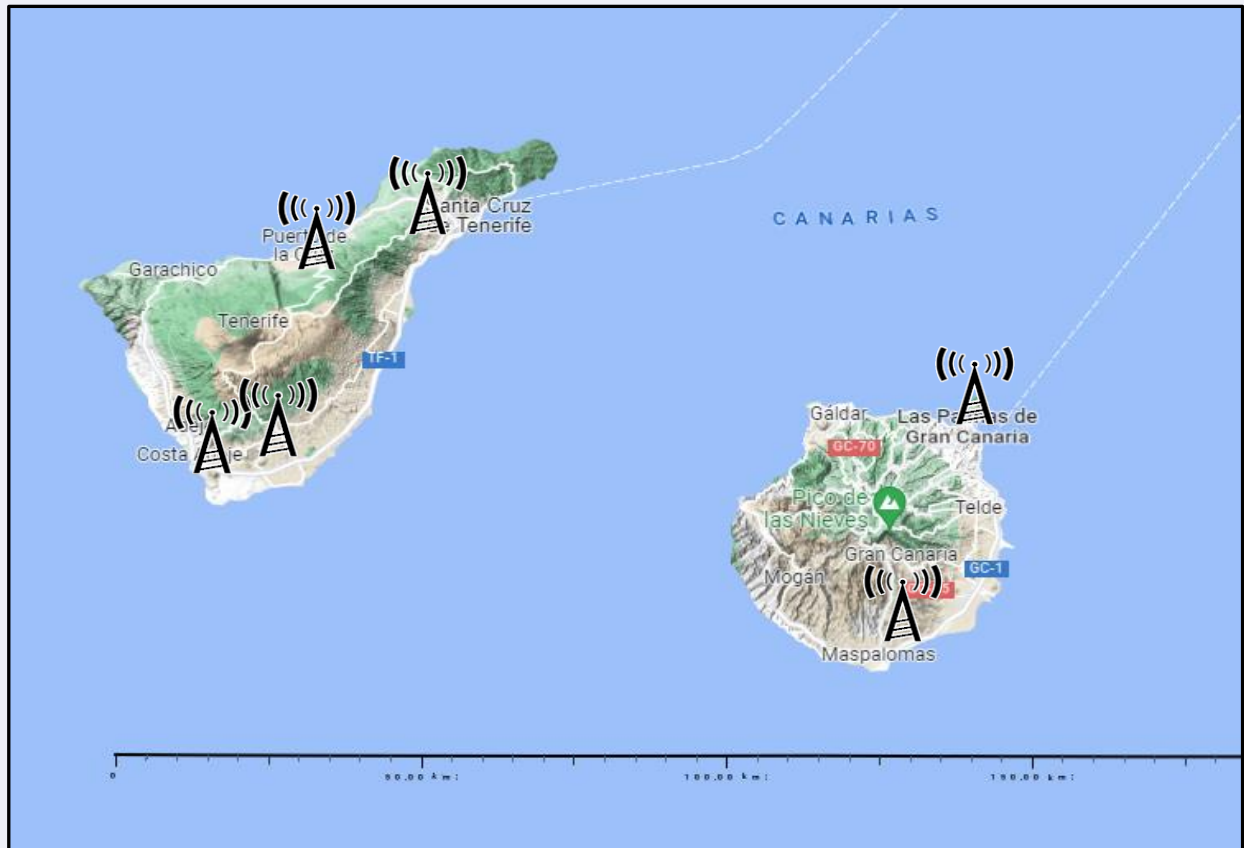 CANARIAS
Santa Cruz
de Tenerife
Puerto de
la Cruz
Garachico
Tenerife
TF-1
Adeje
Costa Adeje
Gáldar
Las Palmas de
Gran Canaria
GC-70
Pico de
las Nieves
Telde
Gran Canaria
GC-1
Mogán
Maspalomas
0
50.00 km
100.00 km
150.00 km